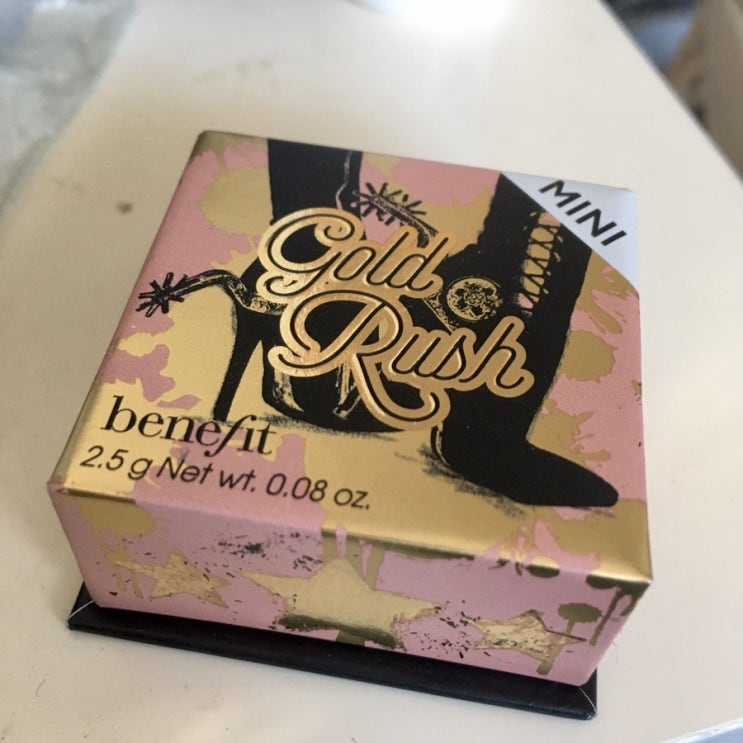 MINI
Gold
Rush
benefit
2.5 g Net wt. 0.08 oz.